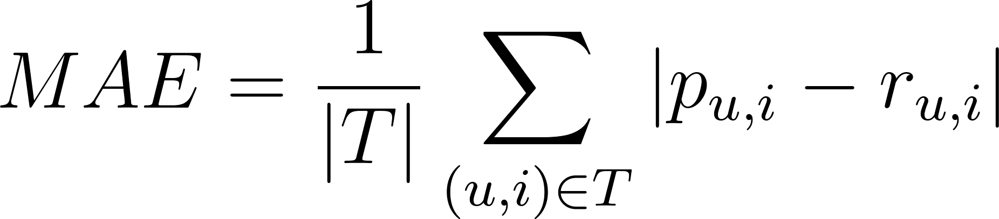 MAE = \frac{1}{|T|} \sum_{(u,i) \in T} |p_{u,i} - r_{u,i}|